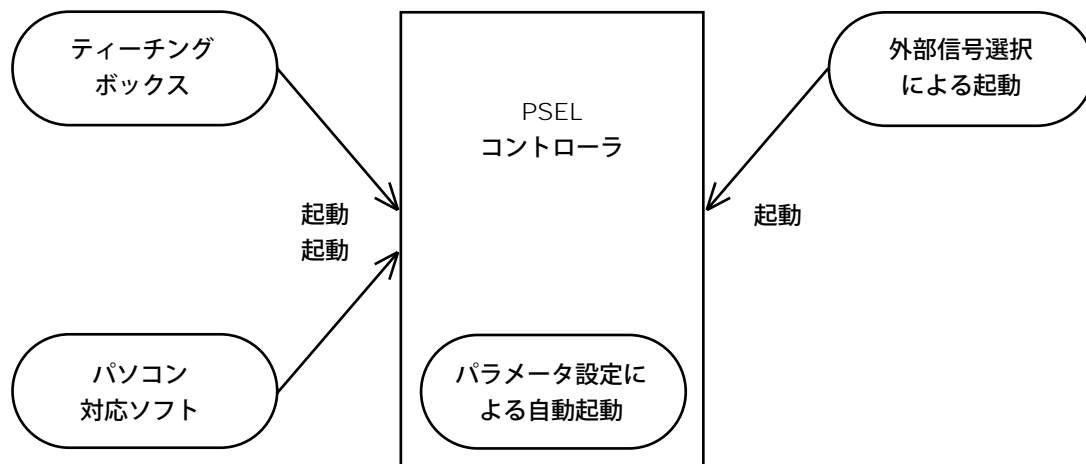 ティーチング
ボックス
PSEL
コントローラ
外部信号選択
による起動
起動
起動
起動
パソコン
対応ソフト
パラメータ設定に
よる自動起動